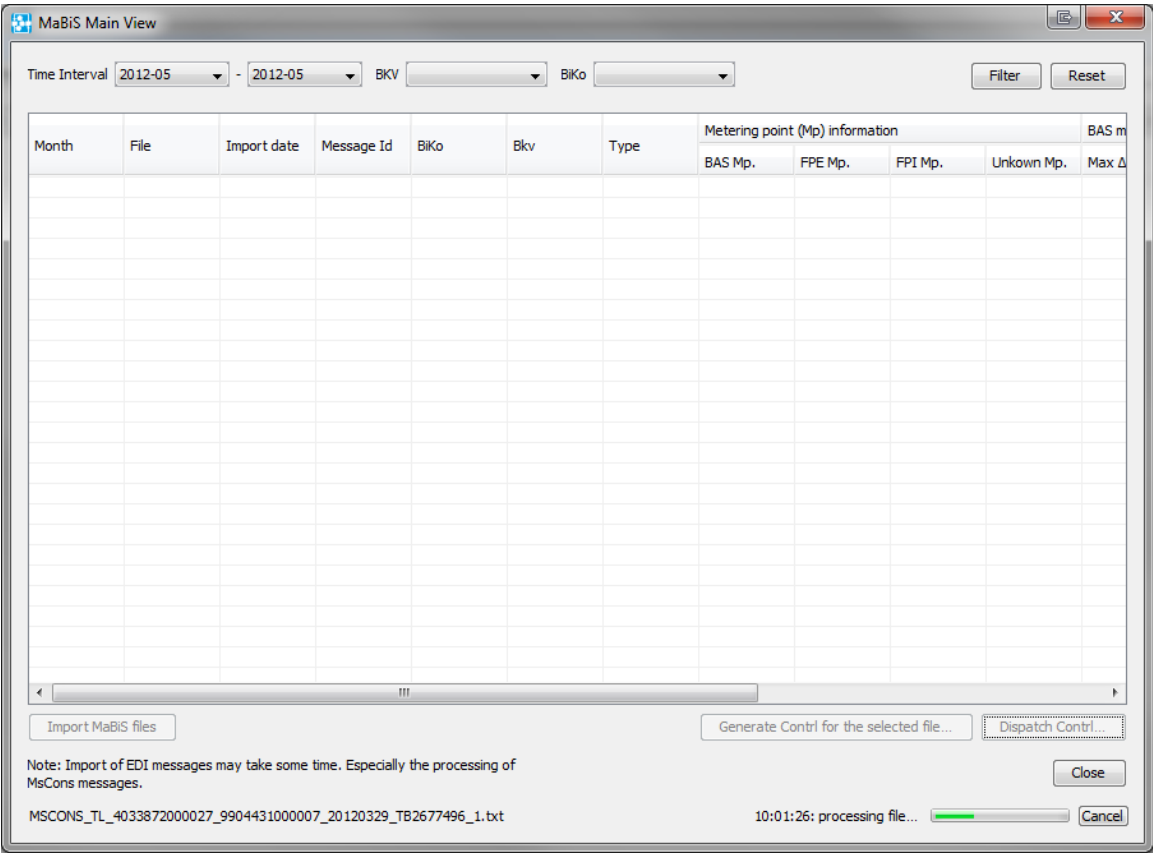 MaBiS Main View
Time Interval 2012-05 - 2012-05 BKV BiKo Filter Reset
Metering point (Mp) information BAS m
Month File Import date Message Id BiKo Bkv Type
BAS Mp. FPE Mp. FPI Mp. Unkown Mp. Max Δ
Import MaBiS files Generate Contrl for the selected file... Dispatch Contrl...
Note: Import of EDI messages may take some time. Especially the processing of
MsCons messages.
Close
MSCONS_TL_4033872000027_9904431000007_20120329_TB2677496_1.txt 10:01:26: processing file... Cancel